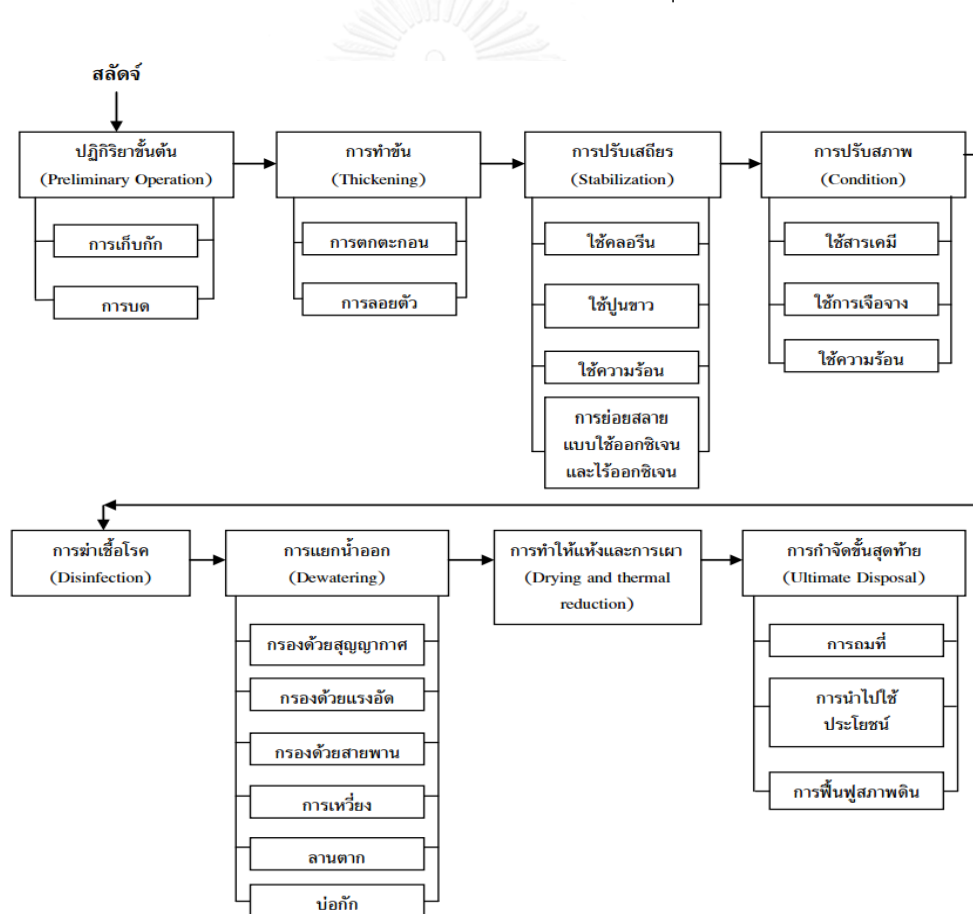 สลัดจ์
ปฏิกิริยาขั้นต้น
(Preliminary Operation)
การเก็บกัก
การบด
การทำข้น
(Thickening)
การตกตะกอน
การลอยตัว
การปรับเสถียร
(Stabilization)
ใช้คลอรีน
ใช้ปูนขาว
ใช้ความร้อน
การย่อยสลาย
แบบใช้ออกซิเจน
และไร้ออกซิเจน
การปรับสภาพ
(Condition)
ใช้สารเคมี
ใช้การเจือจาง
ใช้ความร้อน
การฆ่าเชื้อโรค
(Disinfection)
การแยกน้ำออก
(Dewatering)
กรองด้วยสุญญากาศ
กรองด้วยแรงอัด
กรองด้วยสายพาน
การเหวี่ยง
ลานตาก
บ่อกัก
การทำให้แห้งและการเผา
(Drying and thermal
reduction)
การกำจัดขั้นสุดท้าย
(Ultimate Disposal)
การถมที่
การนำไปใช้
ประโยชน์
การฟื้นฟูสภาพดิน